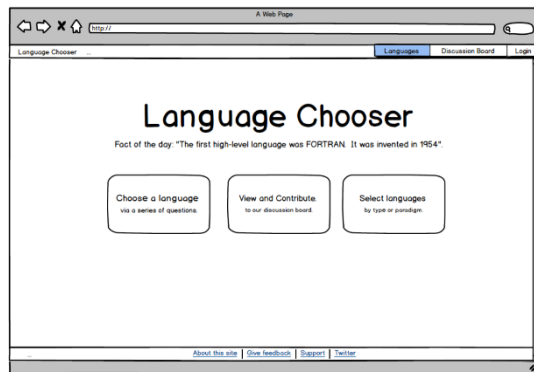 A Web Page
http://
Language Chooser ... Languages Discussion Board Login
Language Chooser
Fact of the day: "The first high-level language was FORTRAN. It was invented in 1954".
Choose a language
via a series of questions.
View and Contribute.
to our discussion board.
Select languages
by type or paradigm.
... About this site | Give feedback | Support | Twitter